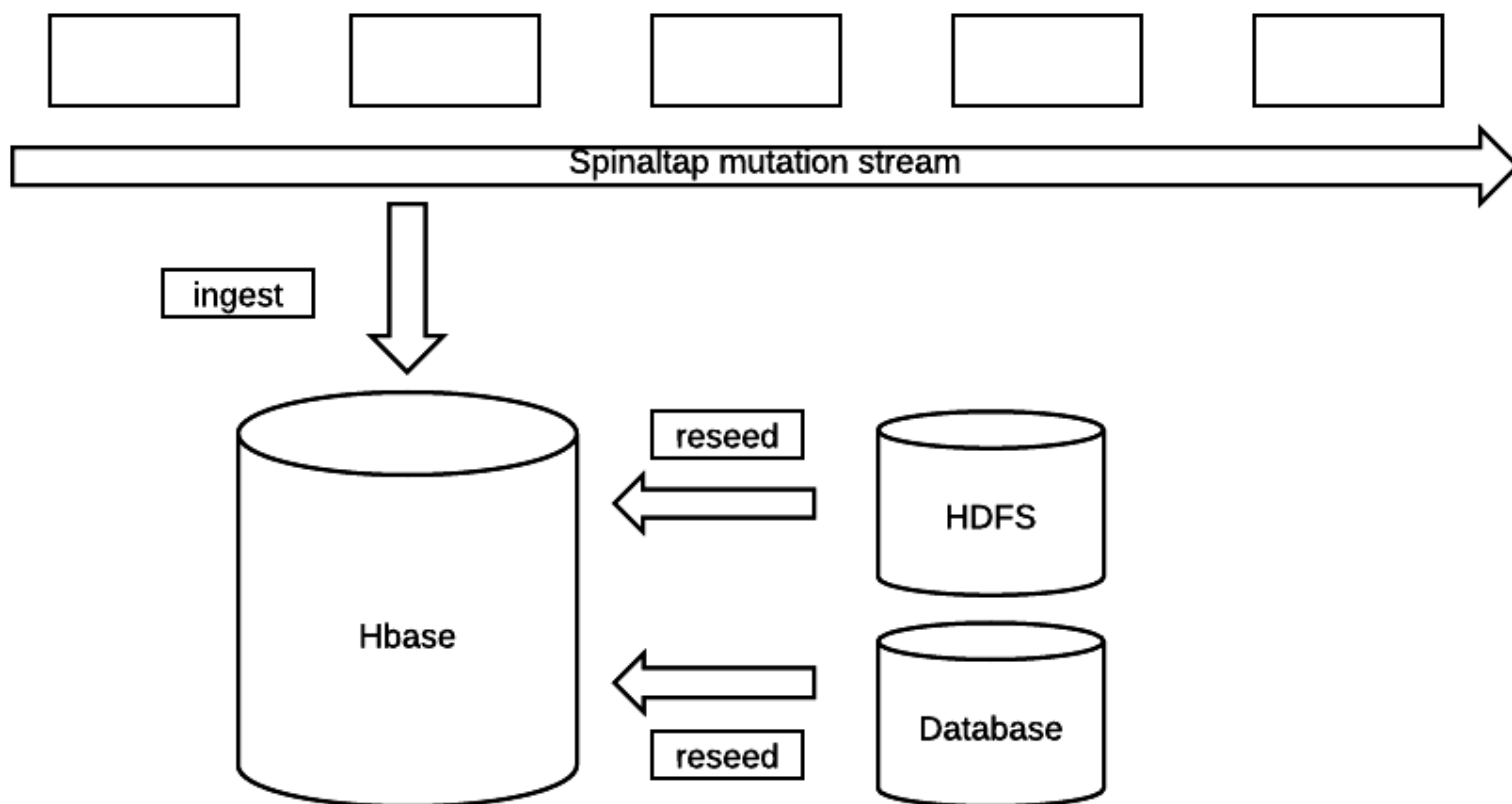 Spinaltap mutation stream
ingest
reseed
HDFS
Hbase
Database
reseed